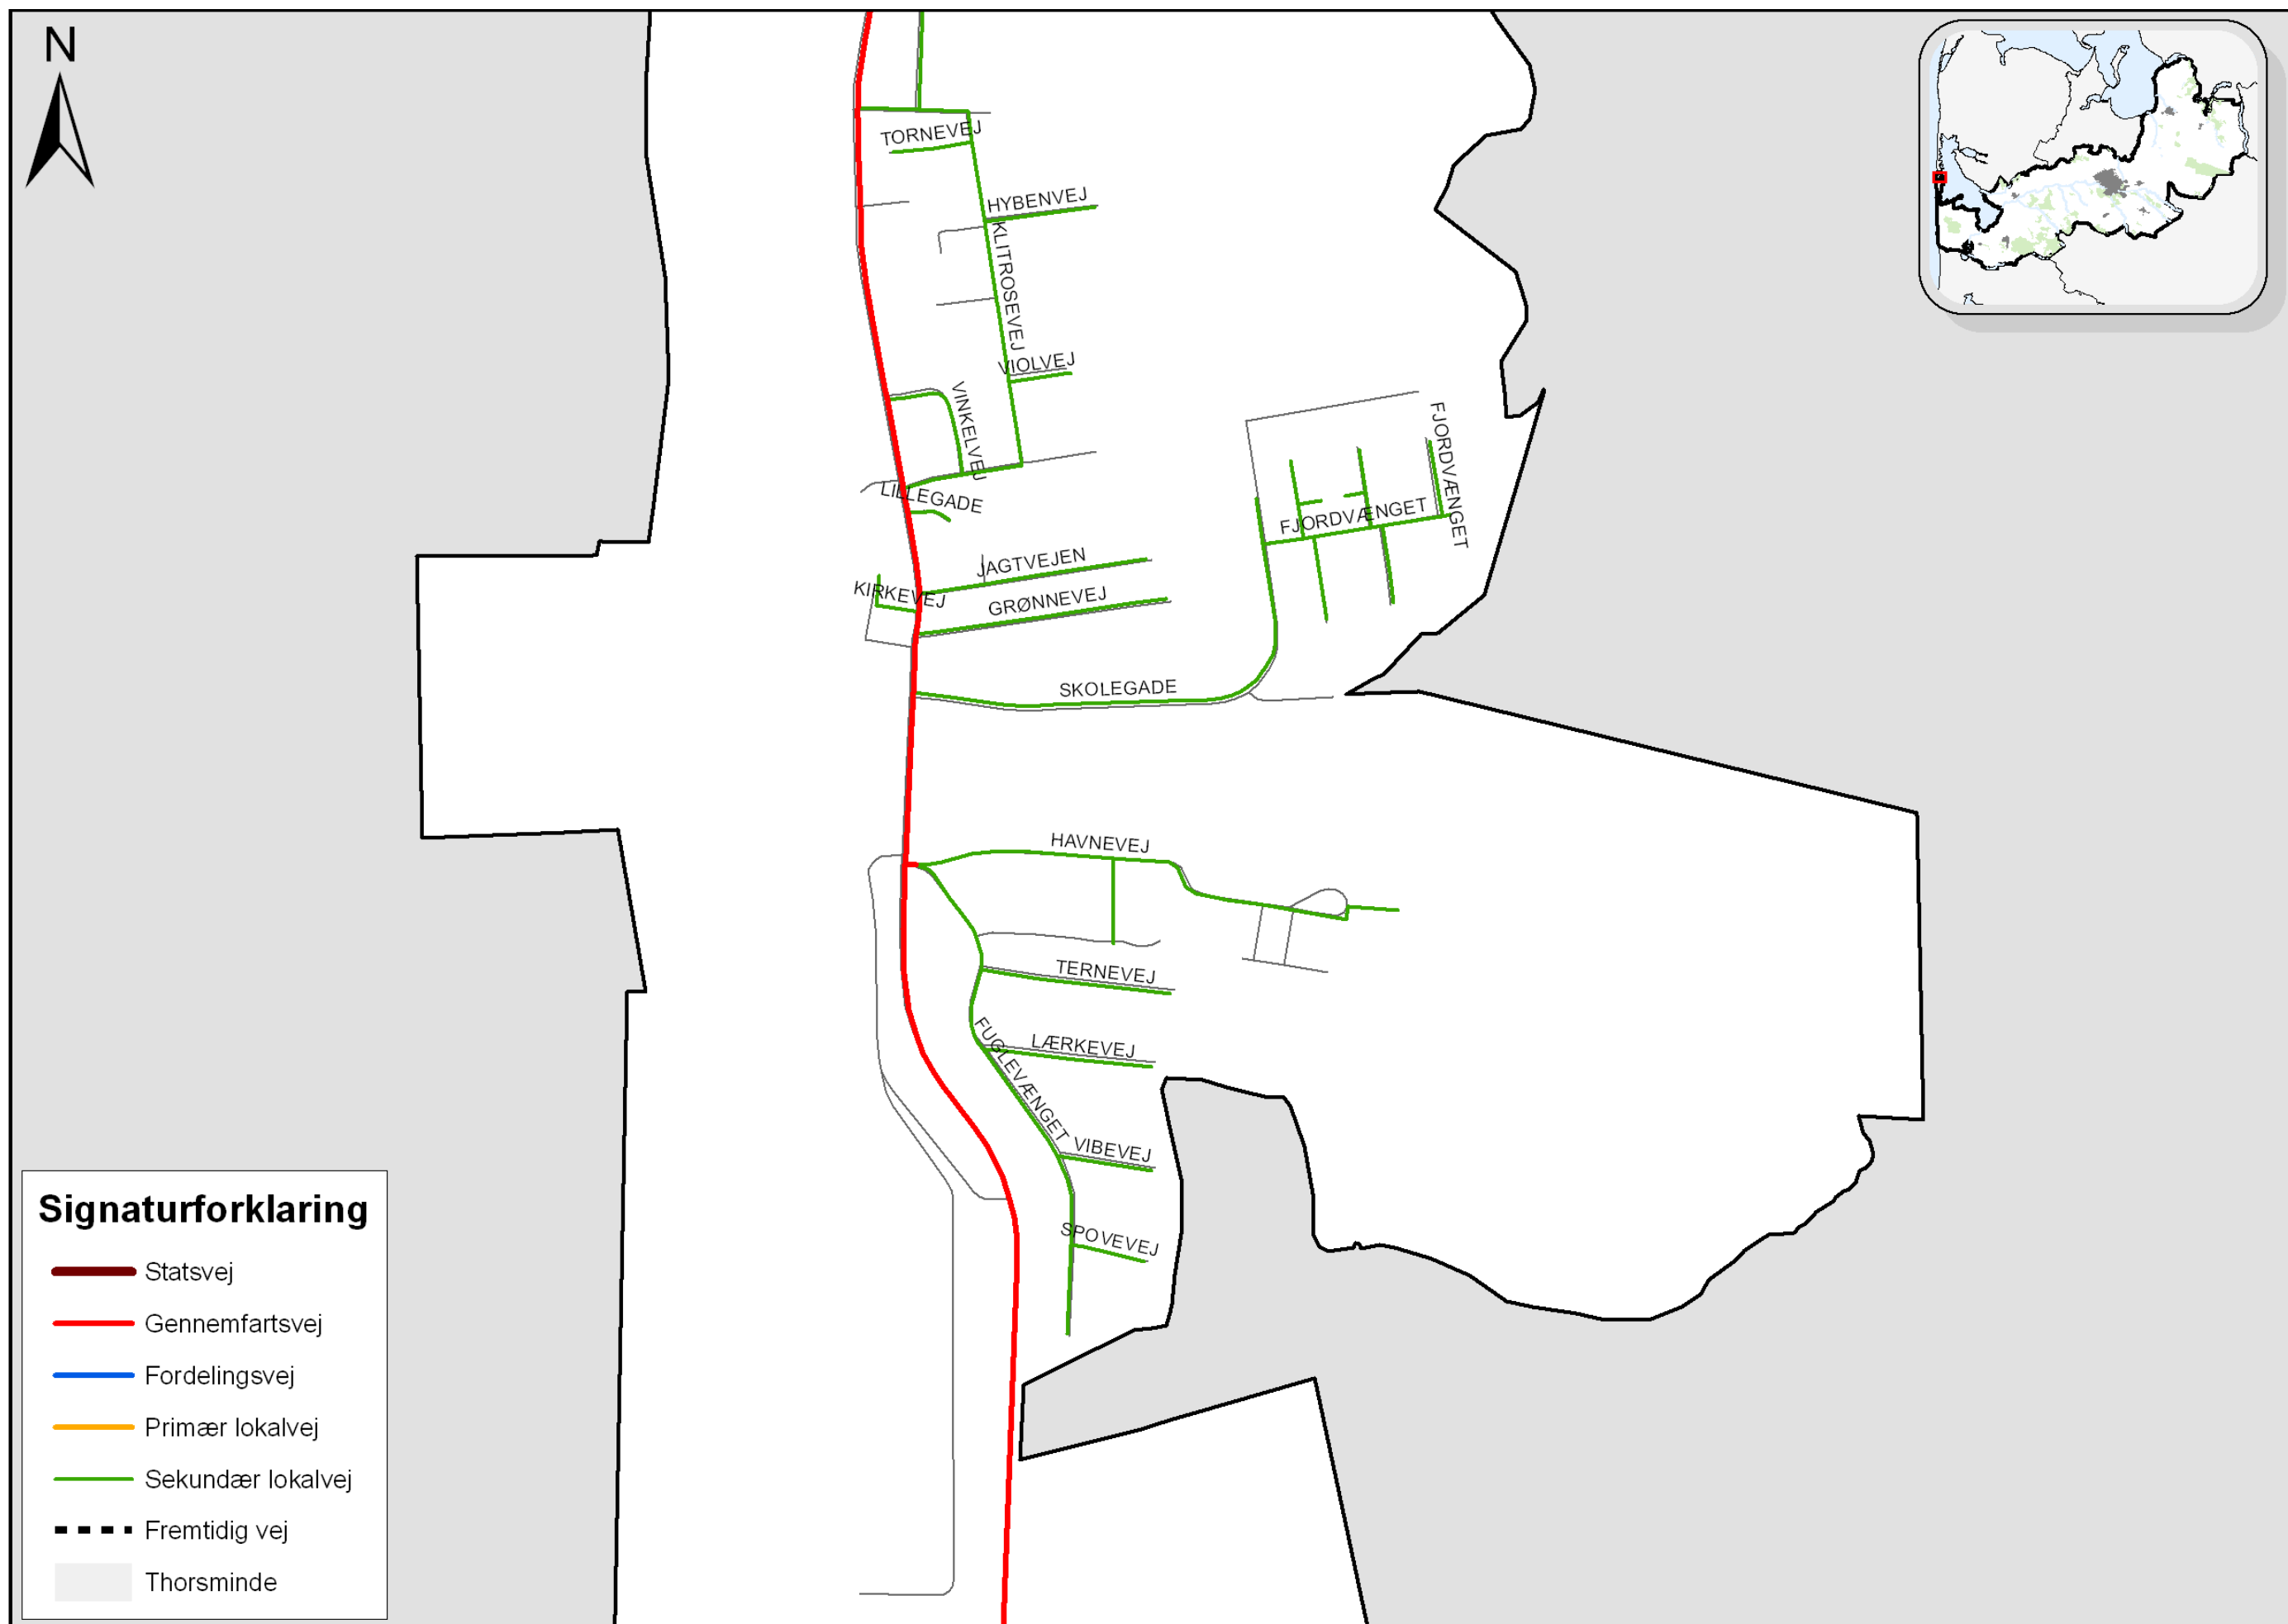 N
TORNEVEJ
HYBENVEJ
KLITROSEVEJ
VIOLVEJ
VINKELVEJ
LILLEGADE
FJORDVÆNGET
FJORDVÆNGET
JAGTVEJEN
KIRKEVEJ
GRØNNEVEJ
SKOLEGADE
HAVNEVEJ
TERNEVEJ
FUGLEVÆNGET
LÆRKEVEJ
VIBEVEJ
SPOVEVEJ
Signaturforklaring
Statsvej
Gennemfartsvej
Fordelingsvej
Primær lokalvej
Sekundær lokalvej
Fremtidig vej
Thorsminde